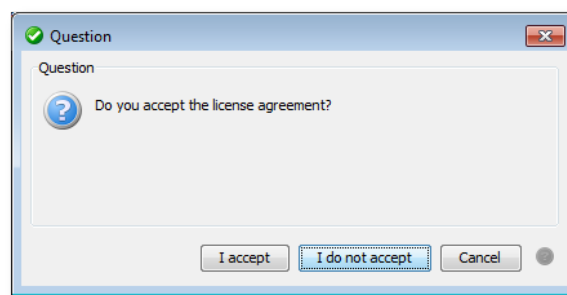 Question
Question
Do you accept the license agreement?
I accept
I do not accept
Cancel